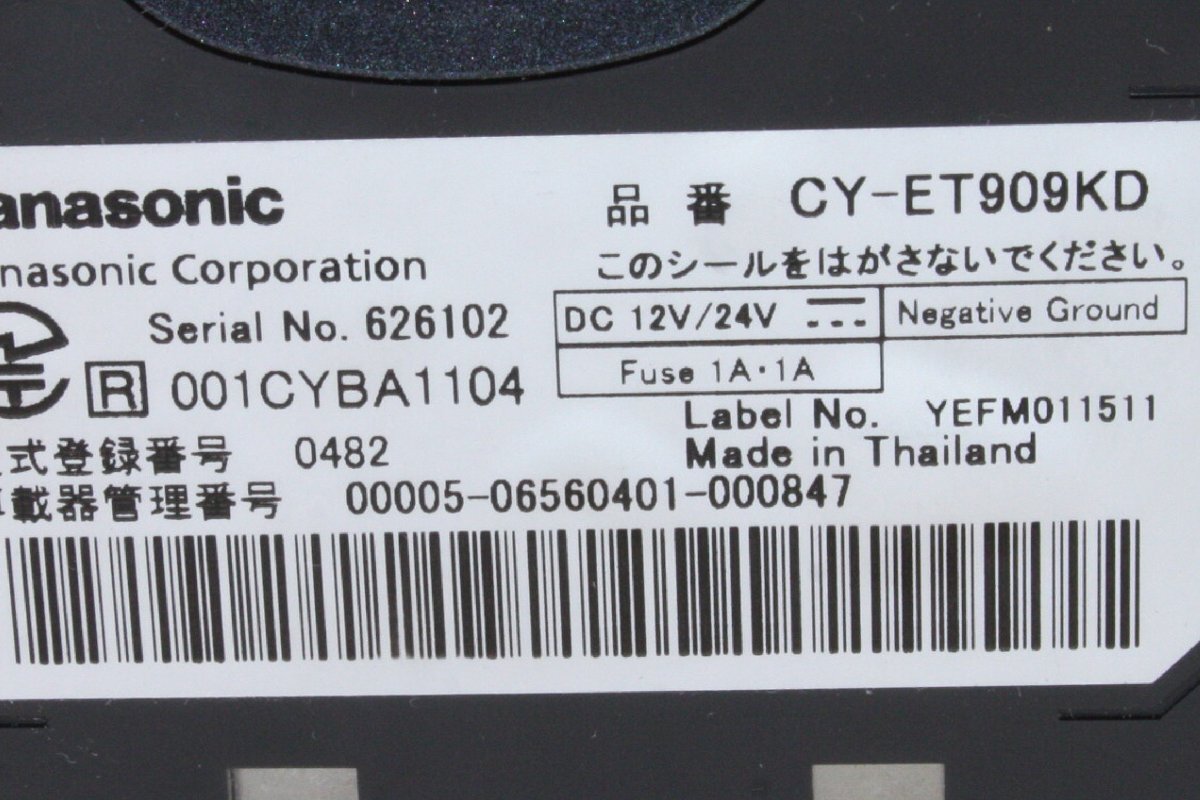 Panasonic
品番 CY-ET909KD
Panasonic Corporation
このシールをはがさないでください。
Serial No. 626102
DC 12V/24V
Negative Ground
R 001CYBA1104
Fuse 1A・1A
Label No. YEFM011511
式登録番号 0482
Made in Thailand
載器管理番号 00005-06560401-000847